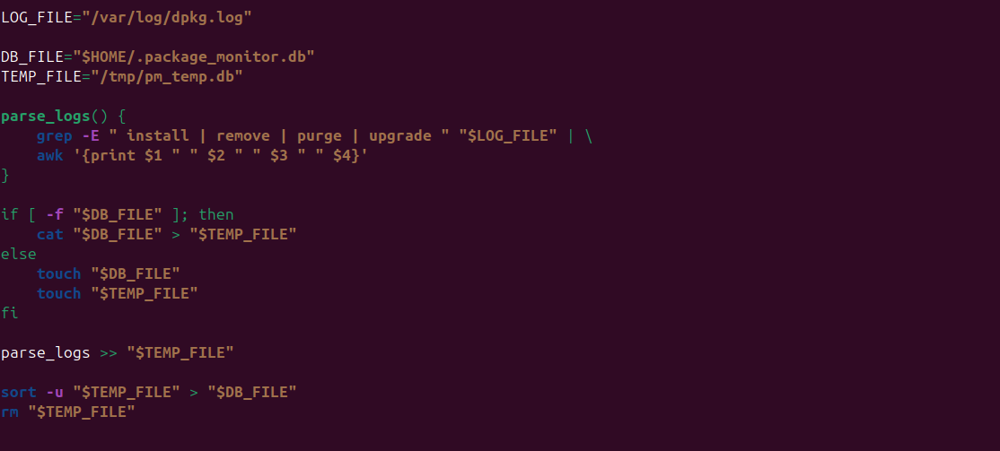 LOG_FILE="/var/log/dpkg.log"

DB_FILE="$HOME/.package_monitor.db"
TEMP_FILE="/tmp/pm_temp.db"

parse_logs() {
    grep -E " install | remove | purge | upgrade " "$LOG_FILE" | \
    awk '{print $1 " " $2 " " $3 " " $4}'
}

if [ -f "$DB_FILE" ]; then
    cat "$DB_FILE" > "$TEMP_FILE"
else
    touch "$DB_FILE"
    touch "$TEMP_FILE"
fi

parse_logs >> "$TEMP_FILE"

sort -u "$TEMP_FILE" > "$DB_FILE"
rm "$TEMP_FILE"